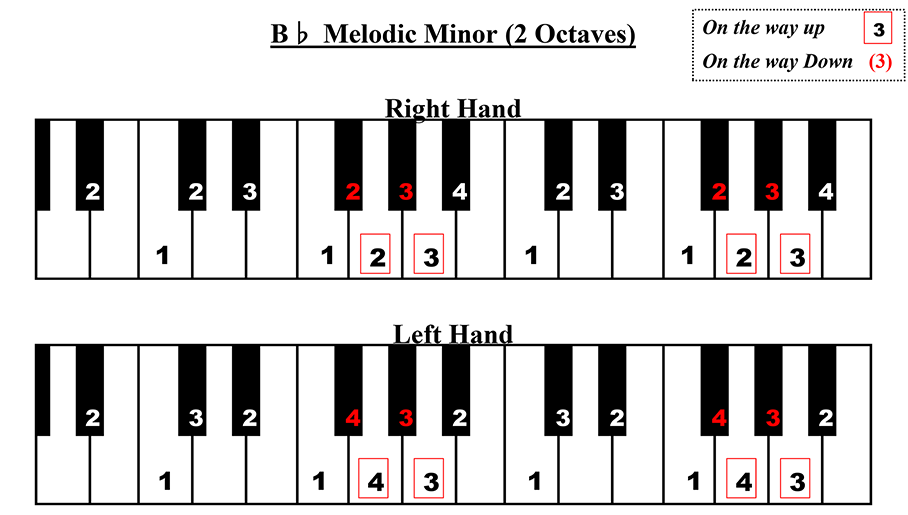 B♭ Melodic Minor (2 Octaves)
On the way up 3
On the way Down (3)
Right Hand
2 2 3 2 3 4 2 3 2 3 4
1 1 2 3 1 1 2 3
Left Hand
2 3 2 4 3 2 3 2 4 3 2
1 1 4 3 1 1 4 3